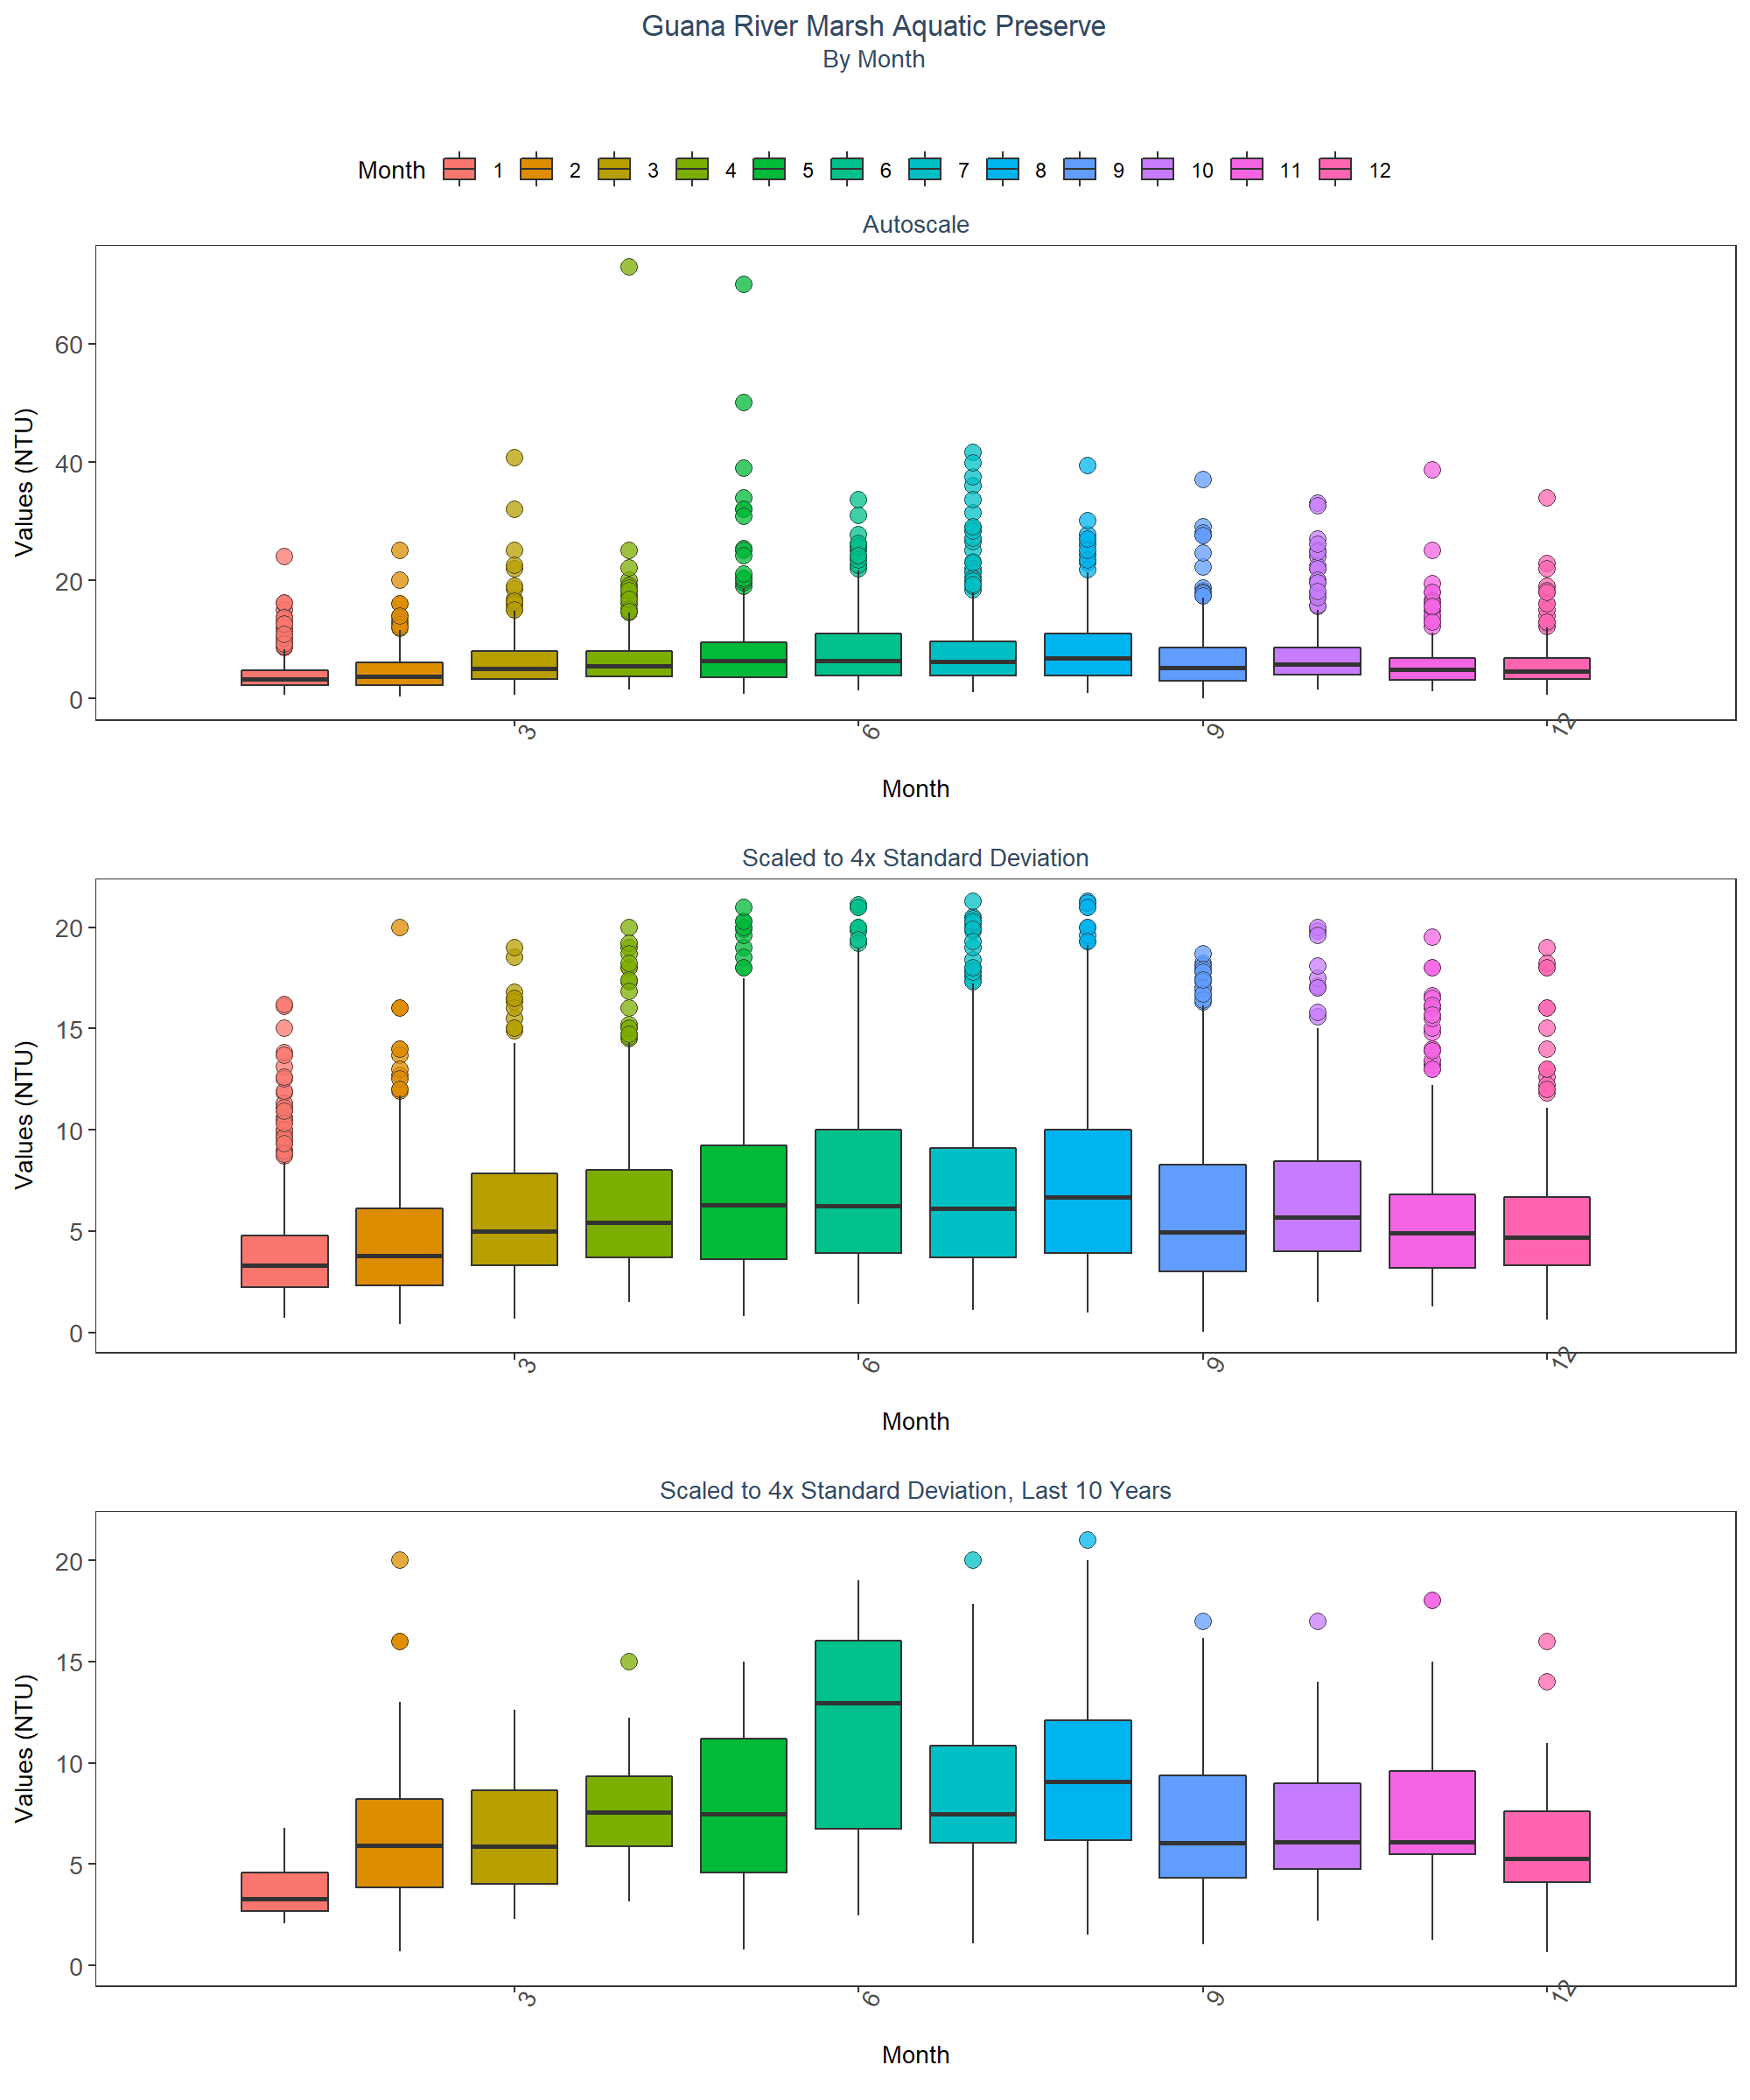 Guana River Marsh Aquatic Preserve
By Month
Month 1 2 3 4 5 6 7 8 9 10 11 12
Autoscale
Values (NTU)
60
40
20
0
3 6 9 12
Month
Scaled to 4x Standard Deviation
Values (NTU)
20
15
10
5
0
3 6 9 12
Month
Scaled to 4x Standard Deviation, Last 10 Years
Values (NTU)
20
15
10
5
0
3 6 9 12
Month